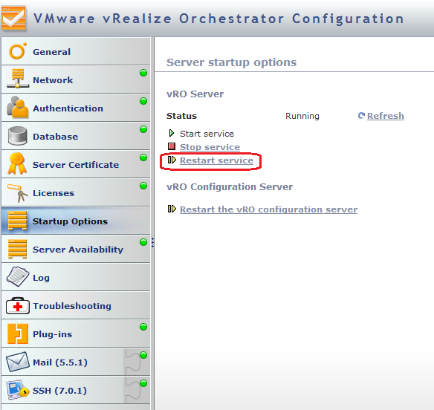 VMware vRealize Orchestrator Configuration
General
Network
Authentication
Database
Server Certificate
Licenses
Startup Options
Server Availability
Log
Troubleshooting
Plug-ins
Mail (5.5.1)
SSH (7.0.1)
Server startup options
vRO Server
Status Running Refresh
Start service
Stop service
Restart service
vRO Configuration Server
Restart the vRO configuration server